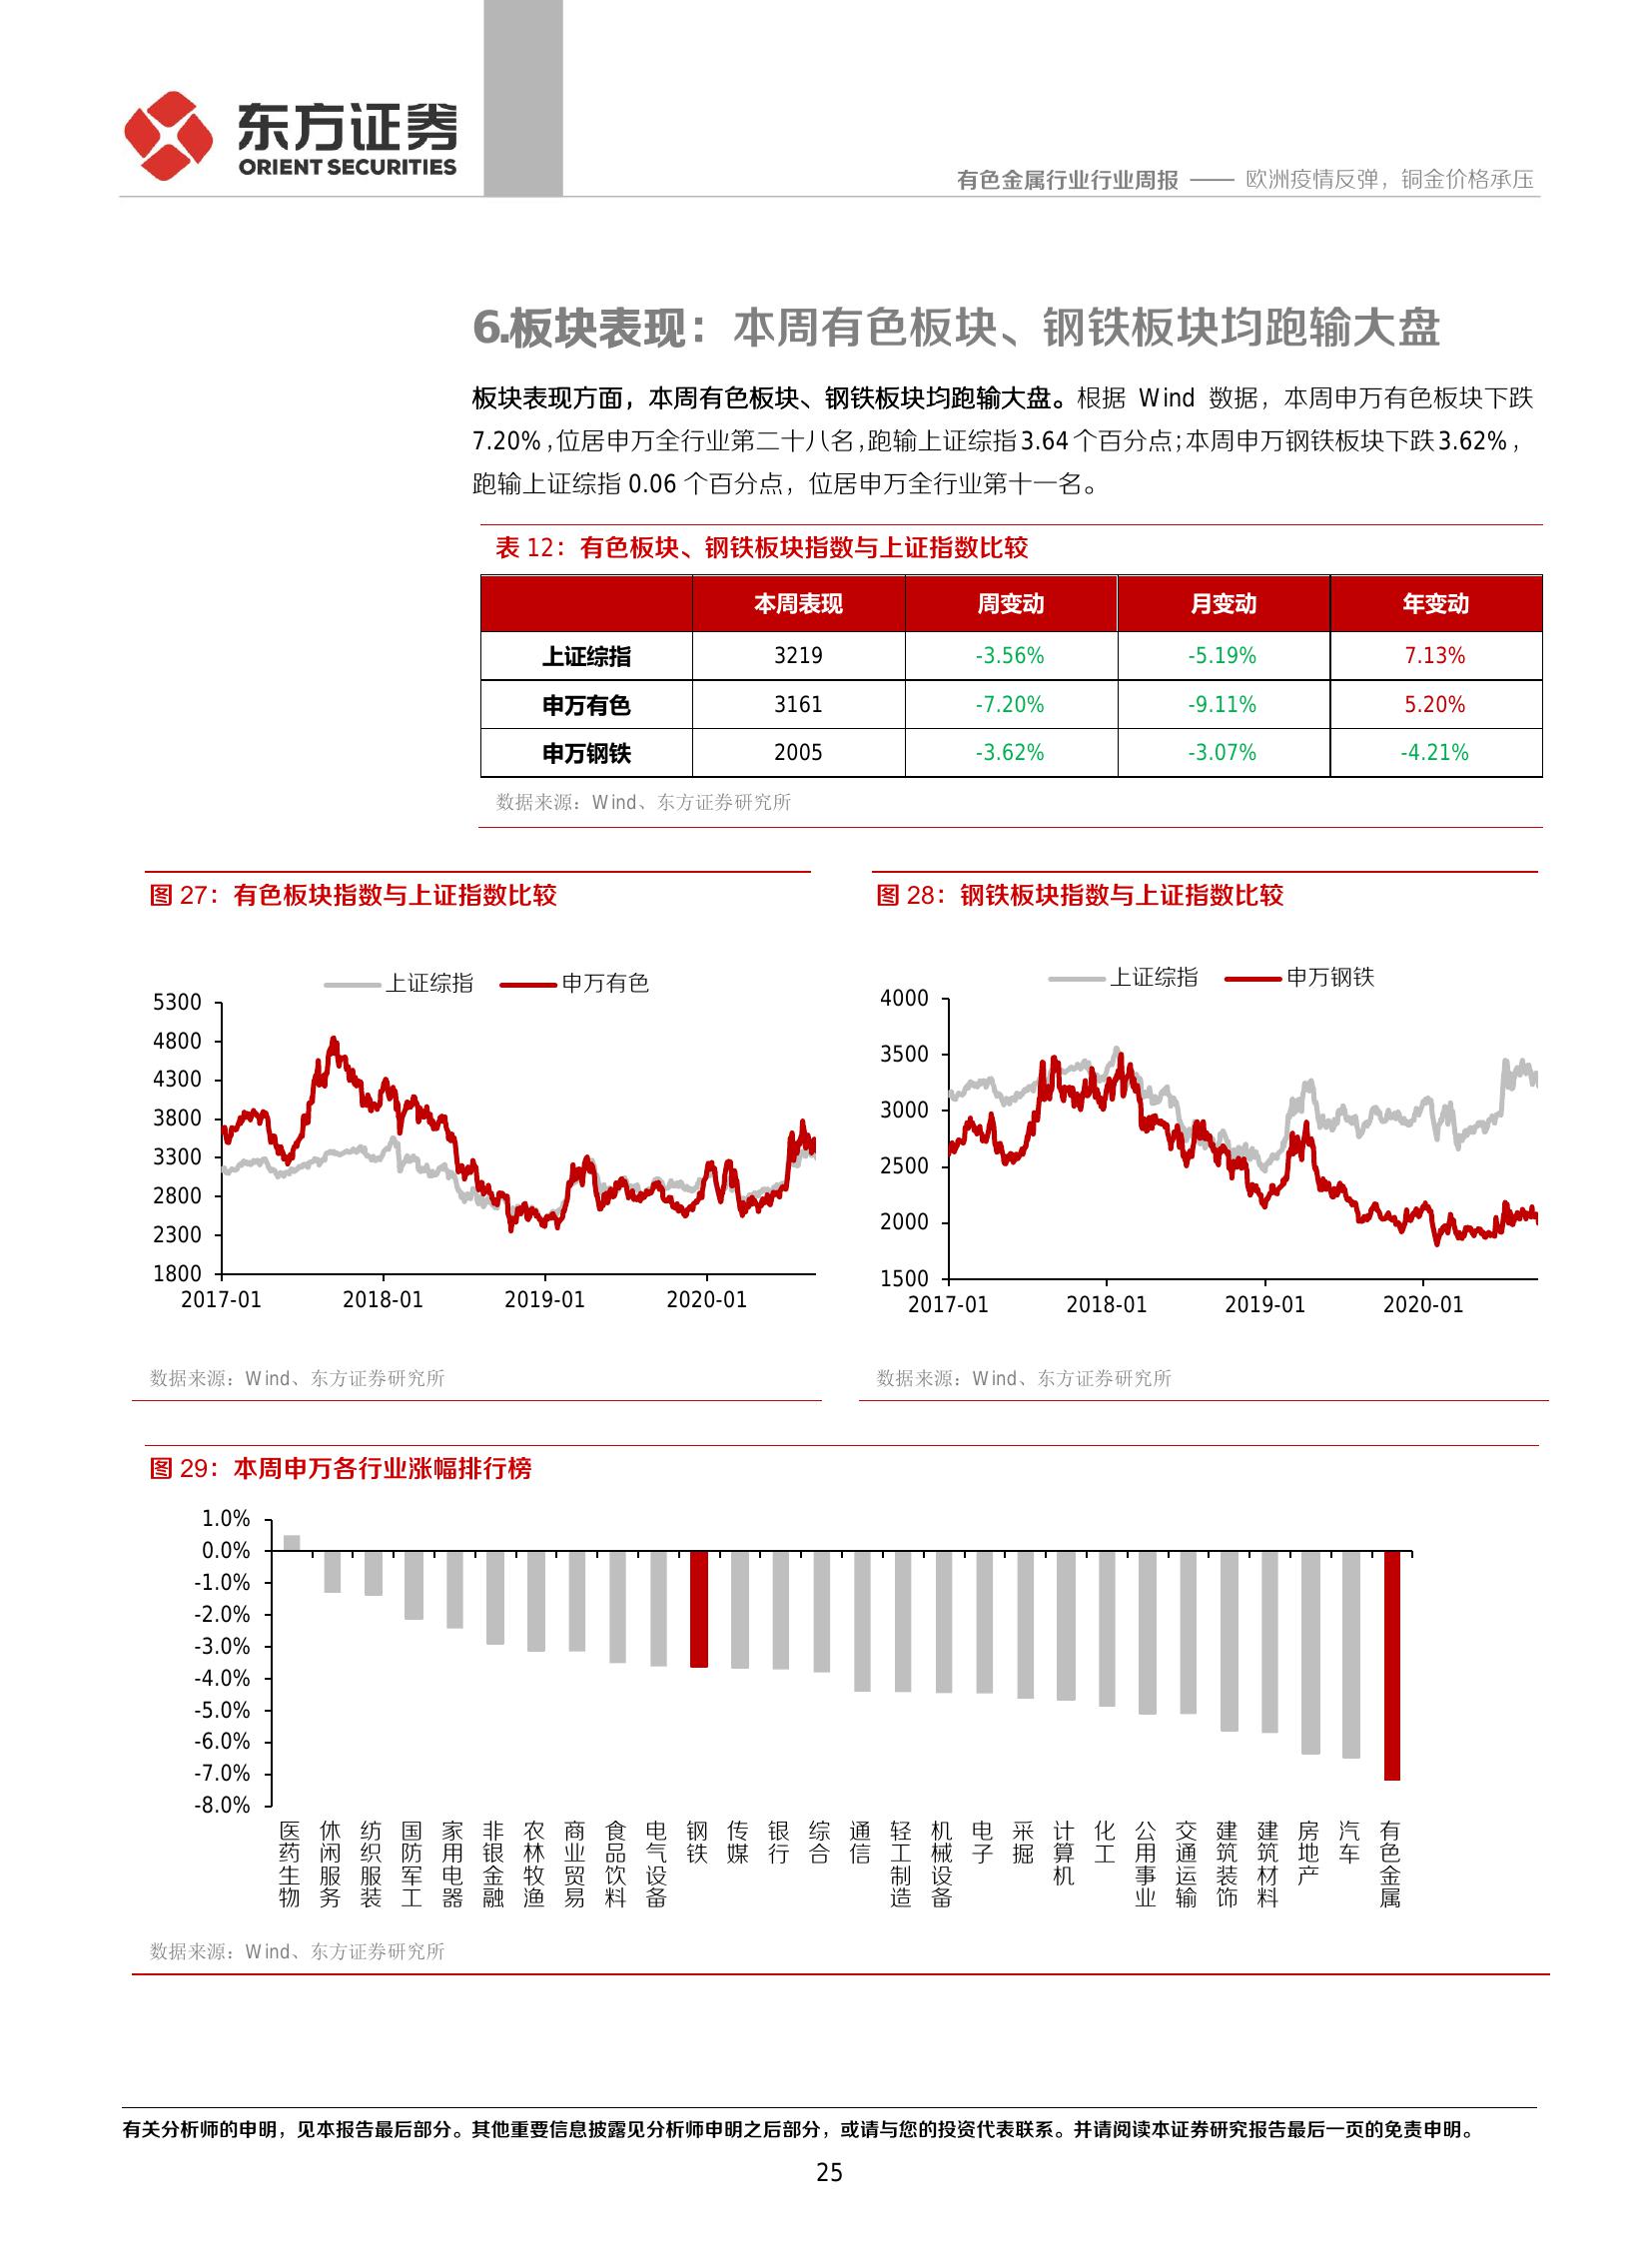 东方证券
ORIENT SECURITIES
有色金属行业行业周报 —— 欧洲疫情反弹，铜金价格承压
6.板块表现：本周有色板块、钢铁板块均跑输大盘
板块表现方面，本周有色板块、钢铁板块均跑输大盘。根据 Wind 数据，本周申万有色板块下跌
7.20%，位居申万全行业第二十八名，跑输上证综指 3.64 个百分点；本周申万钢铁板块下跌 3.62%，
跑输上证综指 0.06 个百分点，位居申万全行业第十一名。
表 12：有色板块、钢铁板块指数与上证指数比较
本周表现 周变动 月变动 年变动
上证综指 3219 -3.56% -5.19% 7.13%
申万有色 3161 -7.20% -9.11% 5.20%
申万钢铁 2005 -3.62% -3.07% -4.21%
数据来源：Wind、东方证券研究所
图 27：有色板块指数与上证指数比较
上证综指 申万有色
5300
4800
4300
3800
3300
2800
2300
1800
2017-01 2018-01 2019-01 2020-01
数据来源：Wind、东方证券研究所
图 28：钢铁板块指数与上证指数比较
上证综指 申万钢铁
4000
3500
3000
2500
2000
1500
2017-01 2018-01 2019-01 2020-01
数据来源：Wind、东方证券研究所
图 29：本周申万各行业涨幅排行榜
1.0%
0.0%
-1.0%
-2.0%
-3.0%
-4.0%
-5.0%
-6.0%
-7.0%
-8.0%
医药生物 休闲服务 纺织服装 国防军工 家用电器 非银金融 农林牧渔 商业贸易 食品饮料 电气设备 钢铁 传媒 银行 综合 通信 轻工制造 机械设备 电子 采掘 计算机 化工 公用事业 交通运输 建筑装饰 建筑材料 房地产 汽车 有色金属
数据来源：Wind、东方证券研究所
有关分析师的申明，见本报告最后部分。其他重要信息披露见分析师申明之后部分，或请与您的投资代表联系。并请阅读本证券研究报告最后一页的免责申明。
25